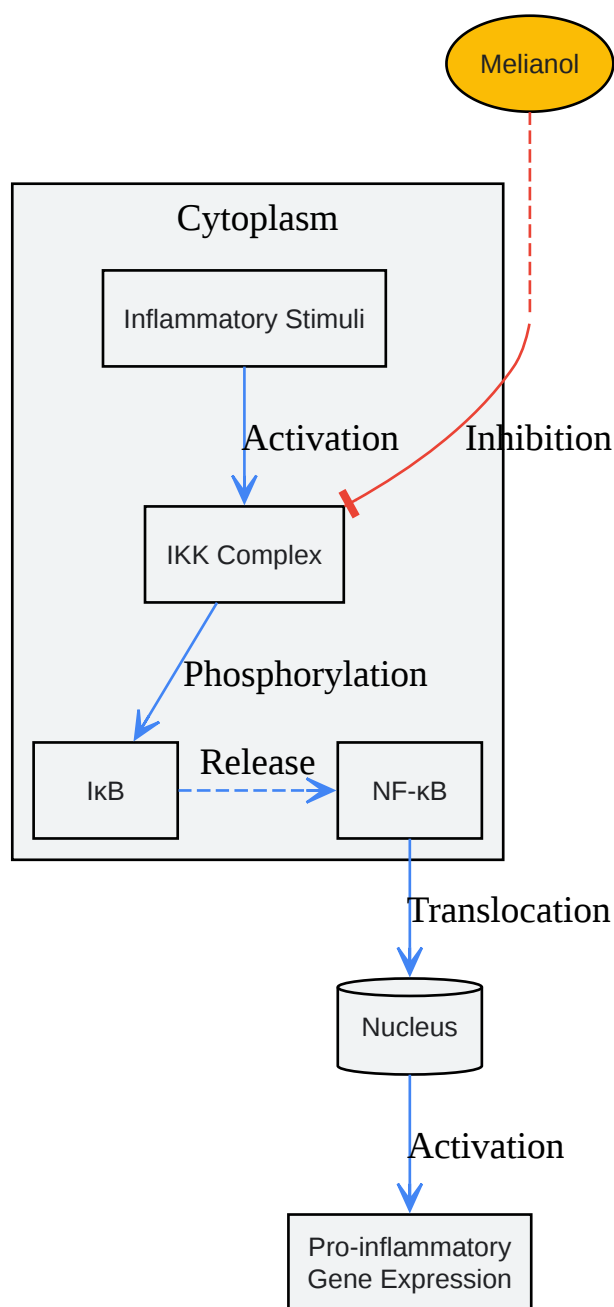 Melianol
Cytoplasm
Inflammatory Stimuli
Activation
Inhibition
IKK Complex
Phosphorylation
Release
IκB
NF-κB
Translocation
Nucleus
Activation
Pro-inflammatory
Gene Expression